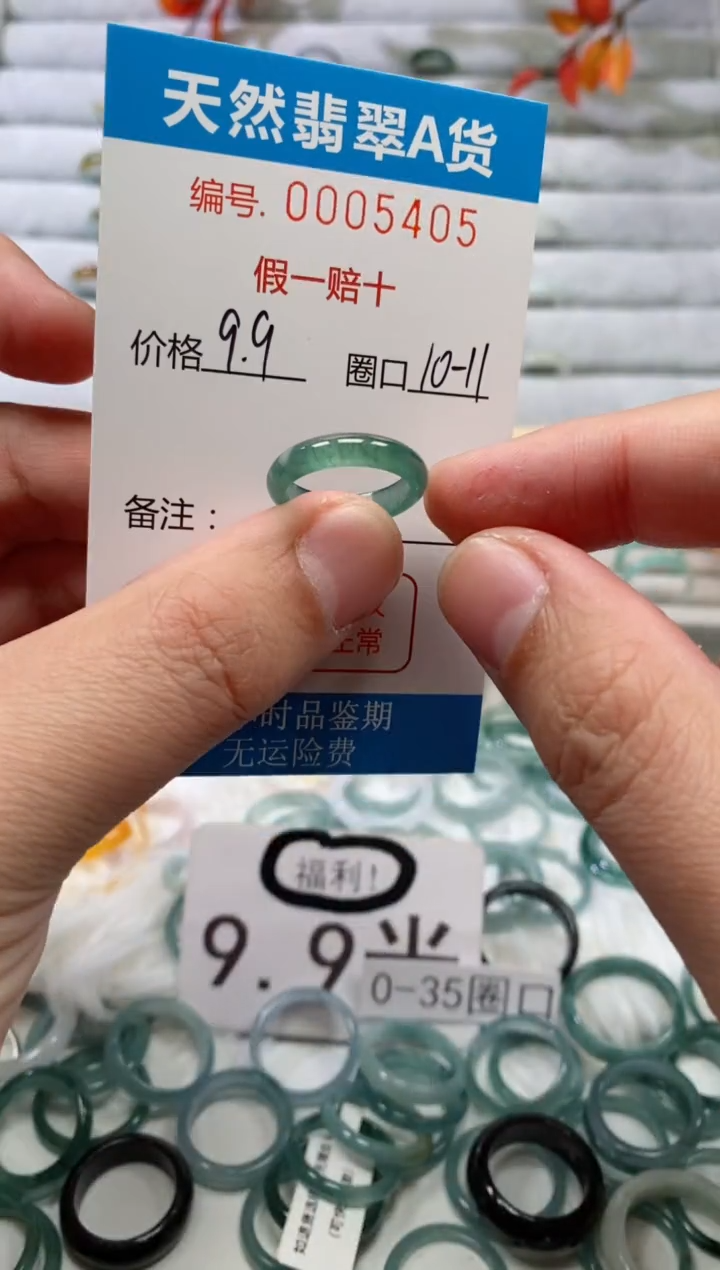 天然翡翠A货
编号. 0005405
假一赔十
价格 9.9 圈口 10-11
备注：
正常
时品鉴期
无运险费
福利!
9.9
0-35圈口